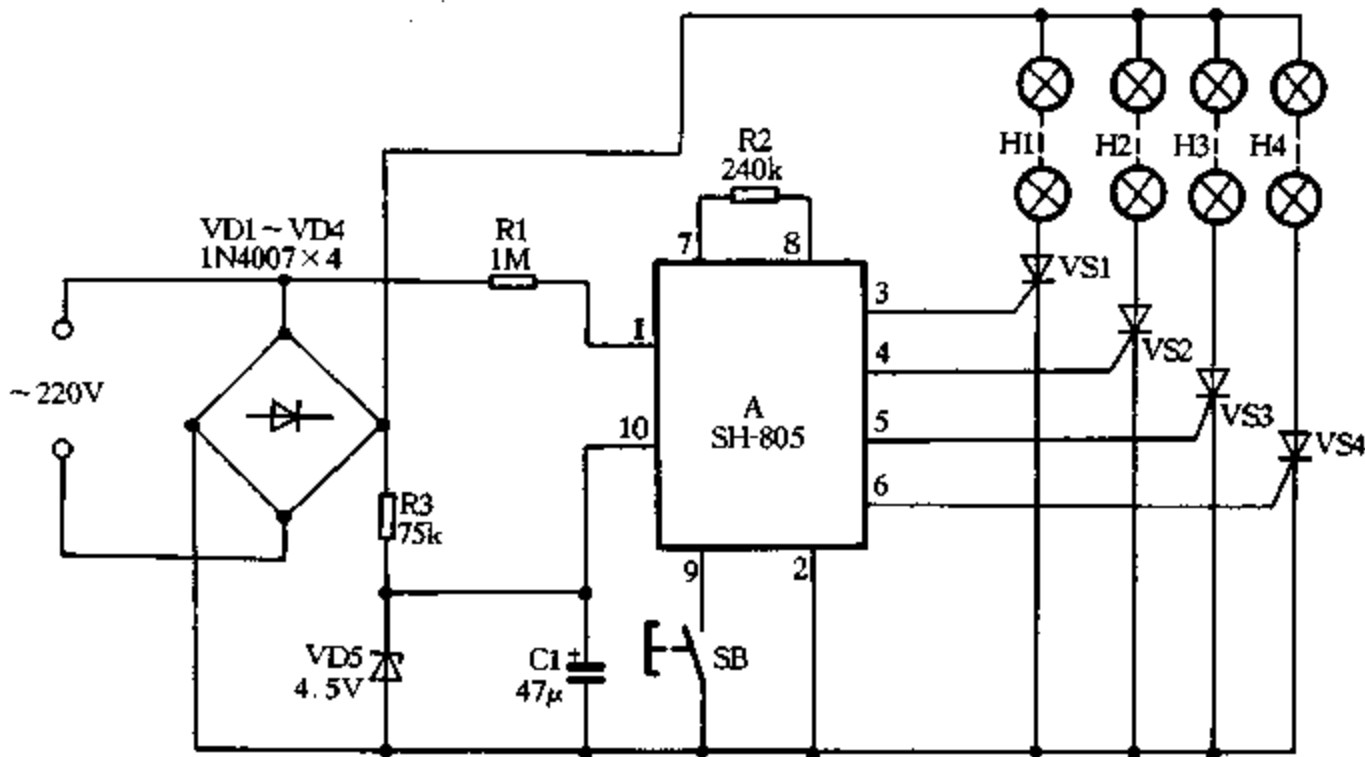 H1
H2
H3
H4
R2
240k
VD1~VD4
1N4007×4
R1
1M
7
8
VS1
3
1
VS2
4
~220V
A
SH-805
10
5
VS3
VS4
6
R3
75k
9
2
VD5
4.5V
C1
+
47μ
SB